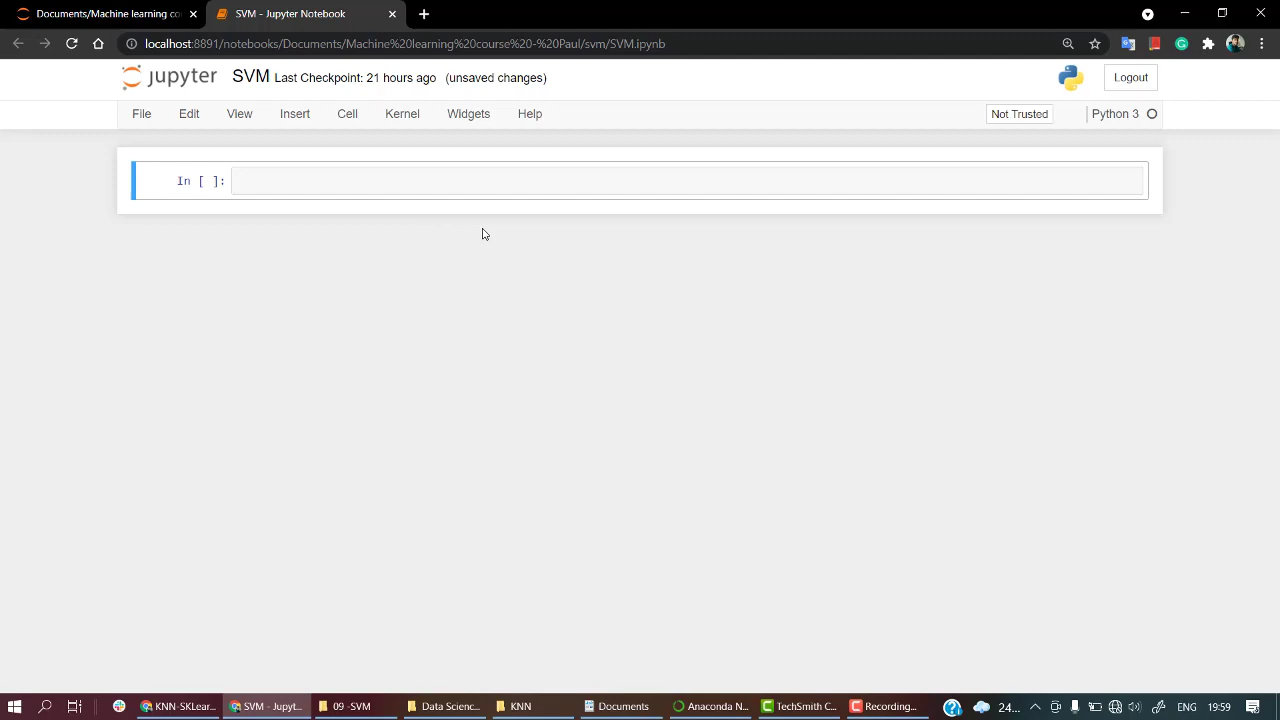 Documents/Machine learning co
SVM - Jupyter Notebook
localhost:8891/notebooks/Documents/Machine%20learning%20course%20-%20Paul/svm/SVM.ipynb
jupyter SVM Last Checkpoint: 21 hours ago (unsaved changes)
Logout
File Edit View Insert Cell Kernel Widgets Help
Not Trusted Python 3
In [ ]:
KNN-SKLear... SVM - Jupyt... 09 -SVM Data Scienc... KNN Documents Anaconda N... TechSmith C... Recording... 24... ENG 19:59